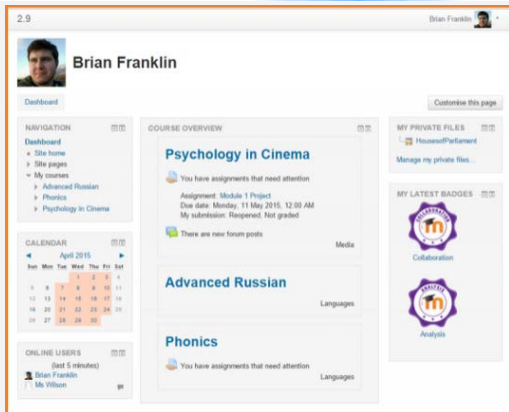 2.9
Brian Franklin
Brian Franklin
Dashboard
Customise this page
NAVIGATION
Dashboard
Site home
Site pages
My courses
Advanced Russian
Phonics
Psychology in Cinema
CALENDAR
April 2015
Sun Mon Tue Wed Thu Fri Sat
1 2 3 4
5 6 7 8 9 10 11
12 13 14 15 16 17 18
19 20 21 22 23 24 25
26 27 28 29 30
ONLINE USERS
(last 5 minutes)
Brian Franklin
Ms Wilson
COURSE OVERVIEW
Psychology in Cinema
You have assignments that need attention
Assignment: Module 1 Project
Due date: Monday, 11 May 2015, 12:00 AM
My submission: Reopened, Not graded
There are new forum posts
Media
Advanced Russian
Languages
Phonics
You have assignments that need attention
Languages
MY PRIVATE FILES
HousesofParliament
Manage my private files...
MY LATEST BADGES
COLLABORATION
m
Collaboration
ANALYSIS
m
Analysis